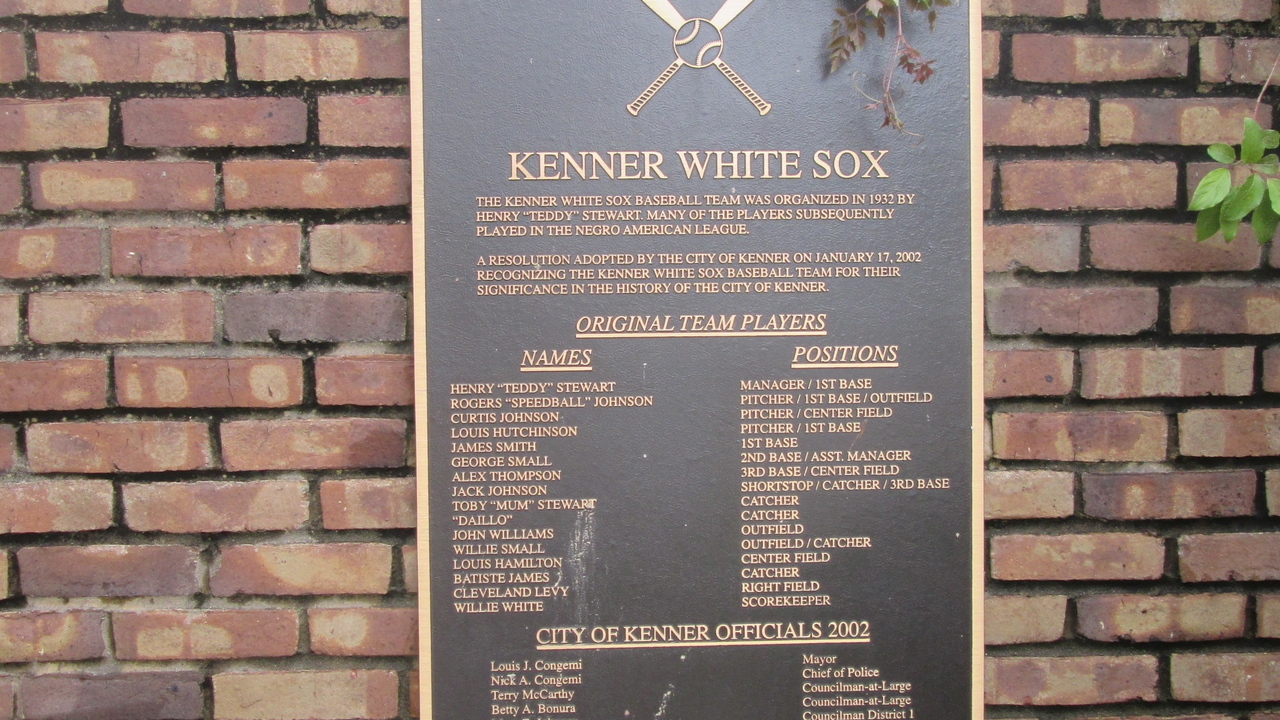 KENNER WHITE SOX
THE KENNER WHITE SOX BASEBALL TEAM WAS ORGANIZED IN 1932 BY
HENRY “TEDDY” STEWART. MANY OF THE PLAYERS SUBSEQUENTLY
PLAYED IN THE NEGRO AMERICAN LEAGUE.
A RESOLUTION ADOPTED BY THE CITY OF KENNER ON JANUARY 17, 2002
RECOGNIZING THE KENNER WHITE SOX BASEBALL TEAM FOR THEIR
SIGNIFICANCE IN THE HISTORY OF THE CITY OF KENNER.
ORIGINAL TEAM PLAYERS
NAMES POSITIONS
HENRY “TEDDY” STEWART MANAGER / 1ST BASE
ROGERS “SPEEDBALL” JOHNSON PITCHER / 1ST BASE / OUTFIELD
CURTIS JOHNSON PITCHER / CENTER FIELD
LOUIS HUTCHINSON PITCHER / 1ST BASE
JAMES SMITH 1ST BASE
GEORGE SMALL 2ND BASE / ASST. MANAGER
ALEX THOMPSON 3RD BASE / CENTER FIELD
JACK JOHNSON SHORTSTOP / CATCHER / 3RD BASE
TOBY “MUM” STEWART CATCHER
“DAILLO” CATCHER
JOHN WILLIAMS OUTFIELD
WILLIE SMALL OUTFIELD / CATCHER
LOUIS HAMILTON CENTER FIELD
BATISTE JAMES CATCHER
CLEVELAND LEVY RIGHT FIELD
WILLIE WHITE SCOREKEEPER
CITY OF KENNER OFFICIALS 2002
Louis J. Congemi Mayor
Nick A. Congemi Chief of Police
Terry McCarthy Councilman-at-Large
Betty A. Bonura Councilman-at-Large
Councilman District 1